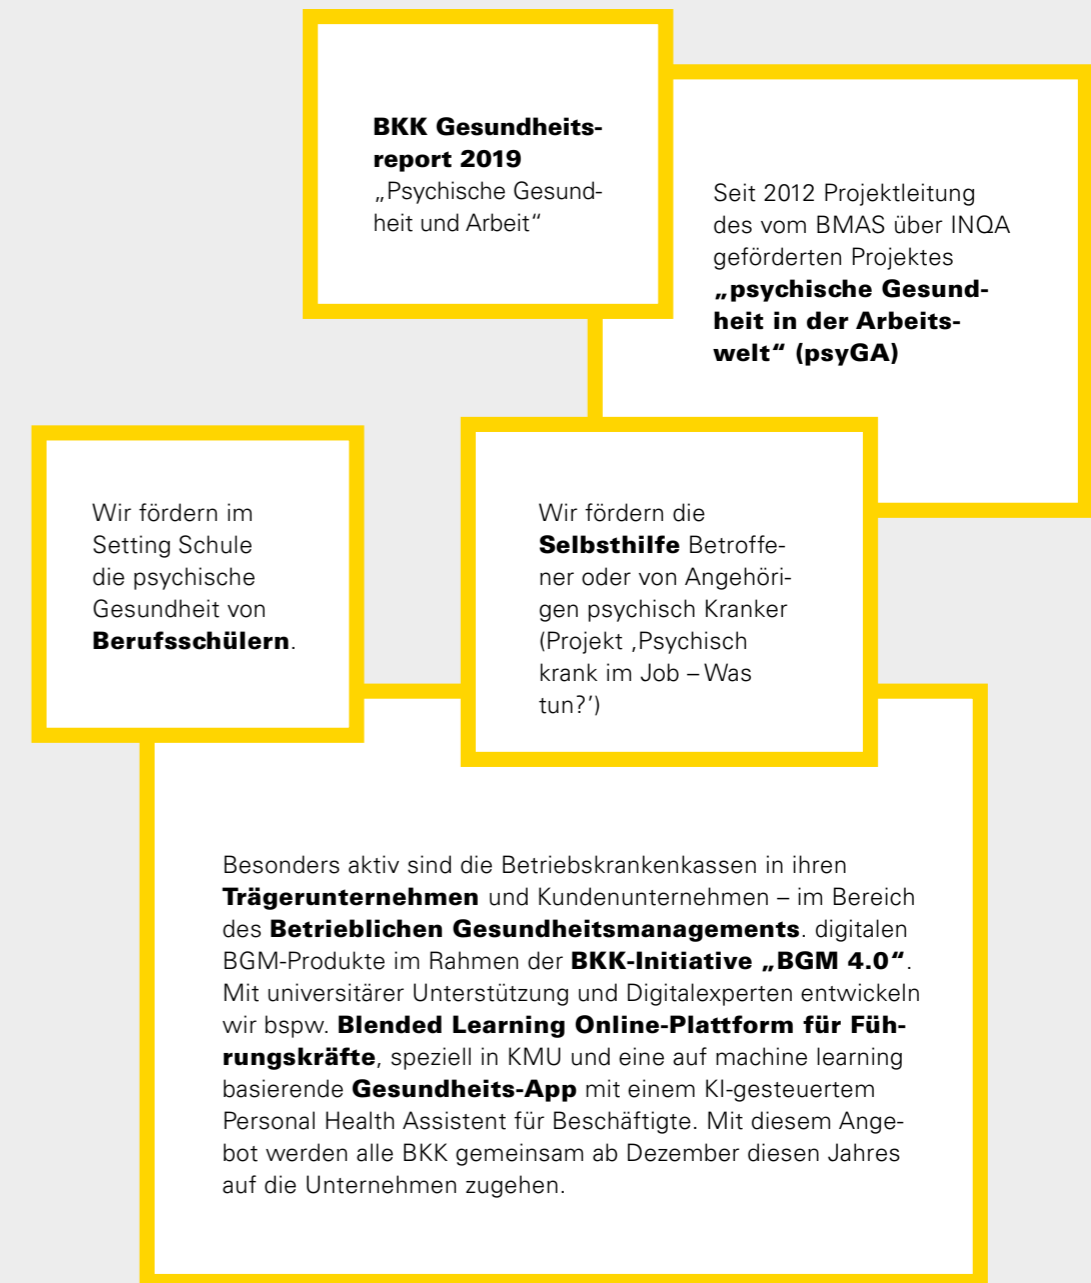 BKK Gesundheits-
report 2019
„Psychische Gesund-
heit und Arbeit“
Seit 2012 Projektleitung
des vom BMAS über INQA
geförderten Projektes
„psychische Gesund-
heit in der Arbeits-
welt“ (psyGA)
Wir fördern im
Setting Schule
die psychische
Gesundheit von
Berufsschülern.
Wir fördern die
Selbsthilfe Betroffe-
ner oder von Angehöri-
gen psychisch Kranker
(Projekt ‚Psychisch
krank im Job – Was
tun?’)
Besonders aktiv sind die Betriebskrankenkassen in ihren
Trägerunternehmen und Kundenunternehmen – im Bereich
des Betrieblichen Gesundheitsmanagements. digitalen
BGM-Produkte im Rahmen der BKK-Initiative „BGM 4.0“.
Mit universitärer Unterstützung und Digitalexperten entwickeln
wir bspw. Blended Learning Online-Plattform für Füh-
rungskräfte, speziell in KMU und eine auf machine learning
basierende Gesundheits-App mit einem KI-gesteuertem
Personal Health Assistent für Beschäftigte. Mit diesem Ange-
bot werden alle BKK gemeinsam ab Dezember diesen Jahres
auf die Unternehmen zugehen.